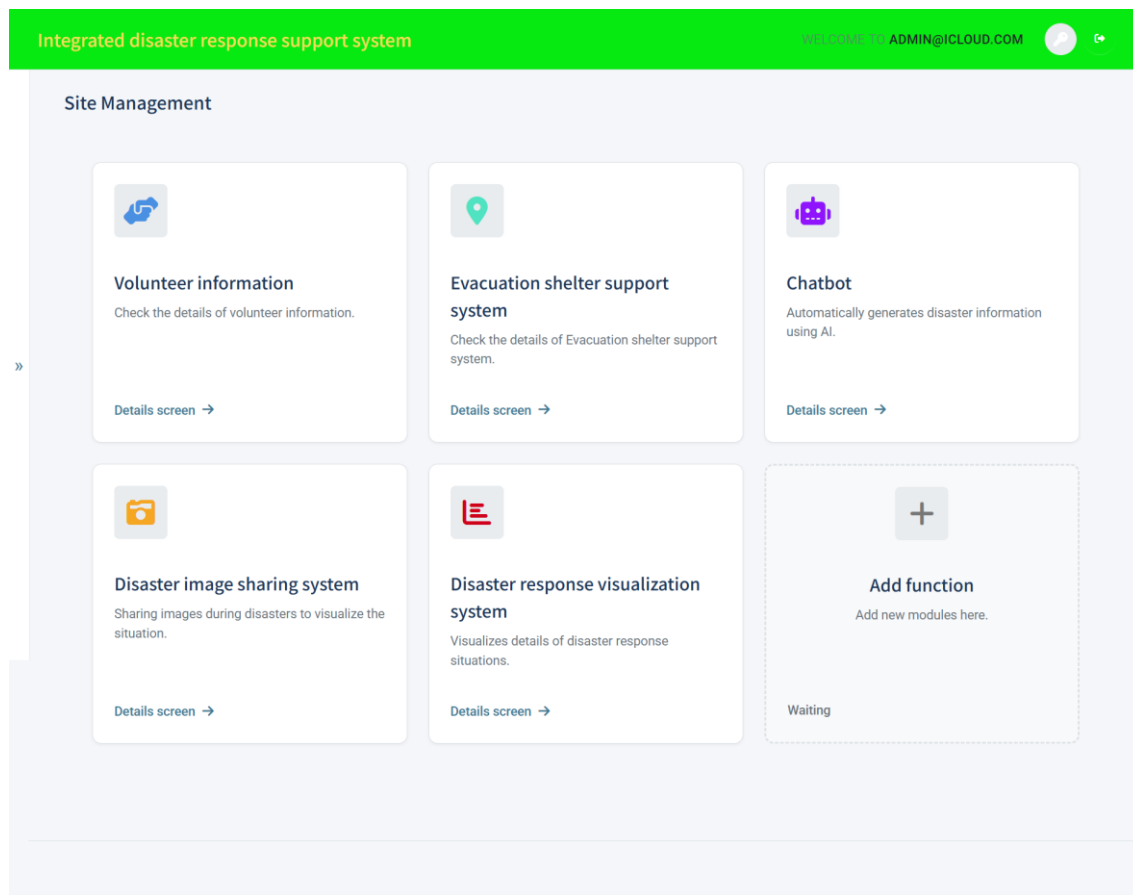 Integrated disaster response support system
WELCOME TO ADMIN@ICLOUD.COM
Site Management
»
Volunteer information
Check the details of volunteer information.
Details screen →
Evacuation shelter support
system
Check the details of Evacuation shelter support
system.
Details screen →
Chatbot
Automatically generates disaster information
using AI.
Details screen →
Disaster image sharing system
Sharing images during disasters to visualize the
situation.
Details screen →
Disaster response visualization
system
Visualizes details of disaster response
situations.
Details screen →
Add function
Add new modules here.
Waiting